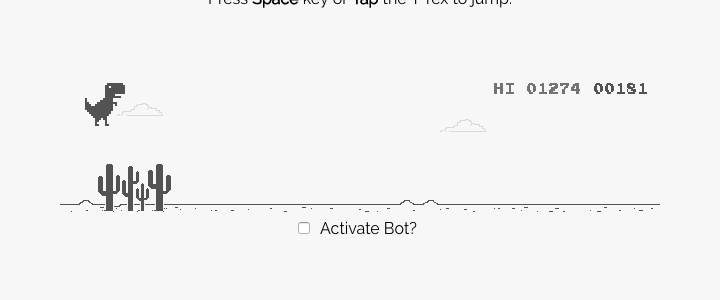 Press Space key or Tap the T-rex to jump.
HI 01274 00181
Activate Bot?